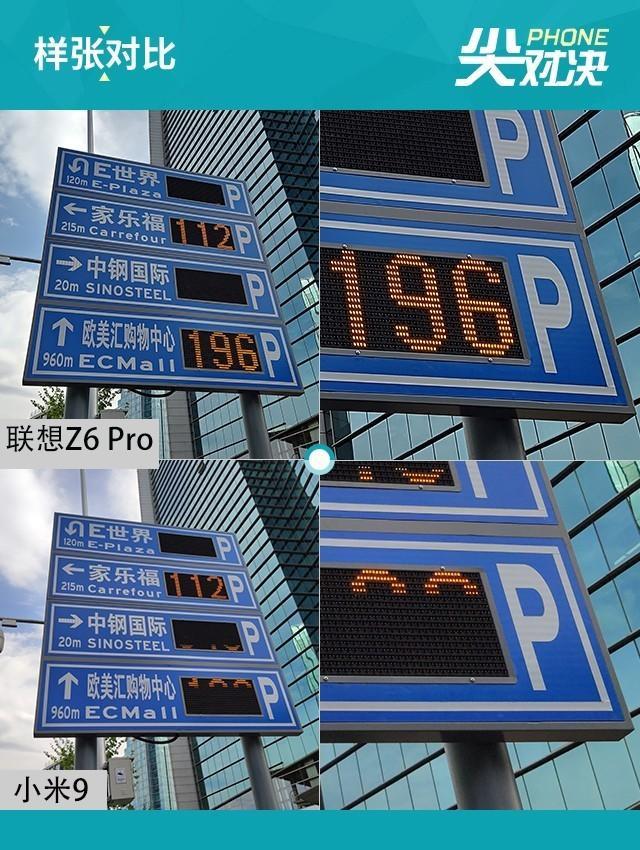 样张对比
尖 PHONE
对决
E世界
120m E-Plaza
P
家乐福
215m Carrefour
112
P
中钢国际
20m SINOSTEEL
P
欧美汇购物中心
960m ECMall
196
P
P
196
P
联想Z6 Pro
E世界
120m E-Plaza
P
家乐福
215m Carrefour
112
P
中钢国际
20m SINOSTEEL
P
欧美汇购物中心
960m ECMall
P
P
小米9